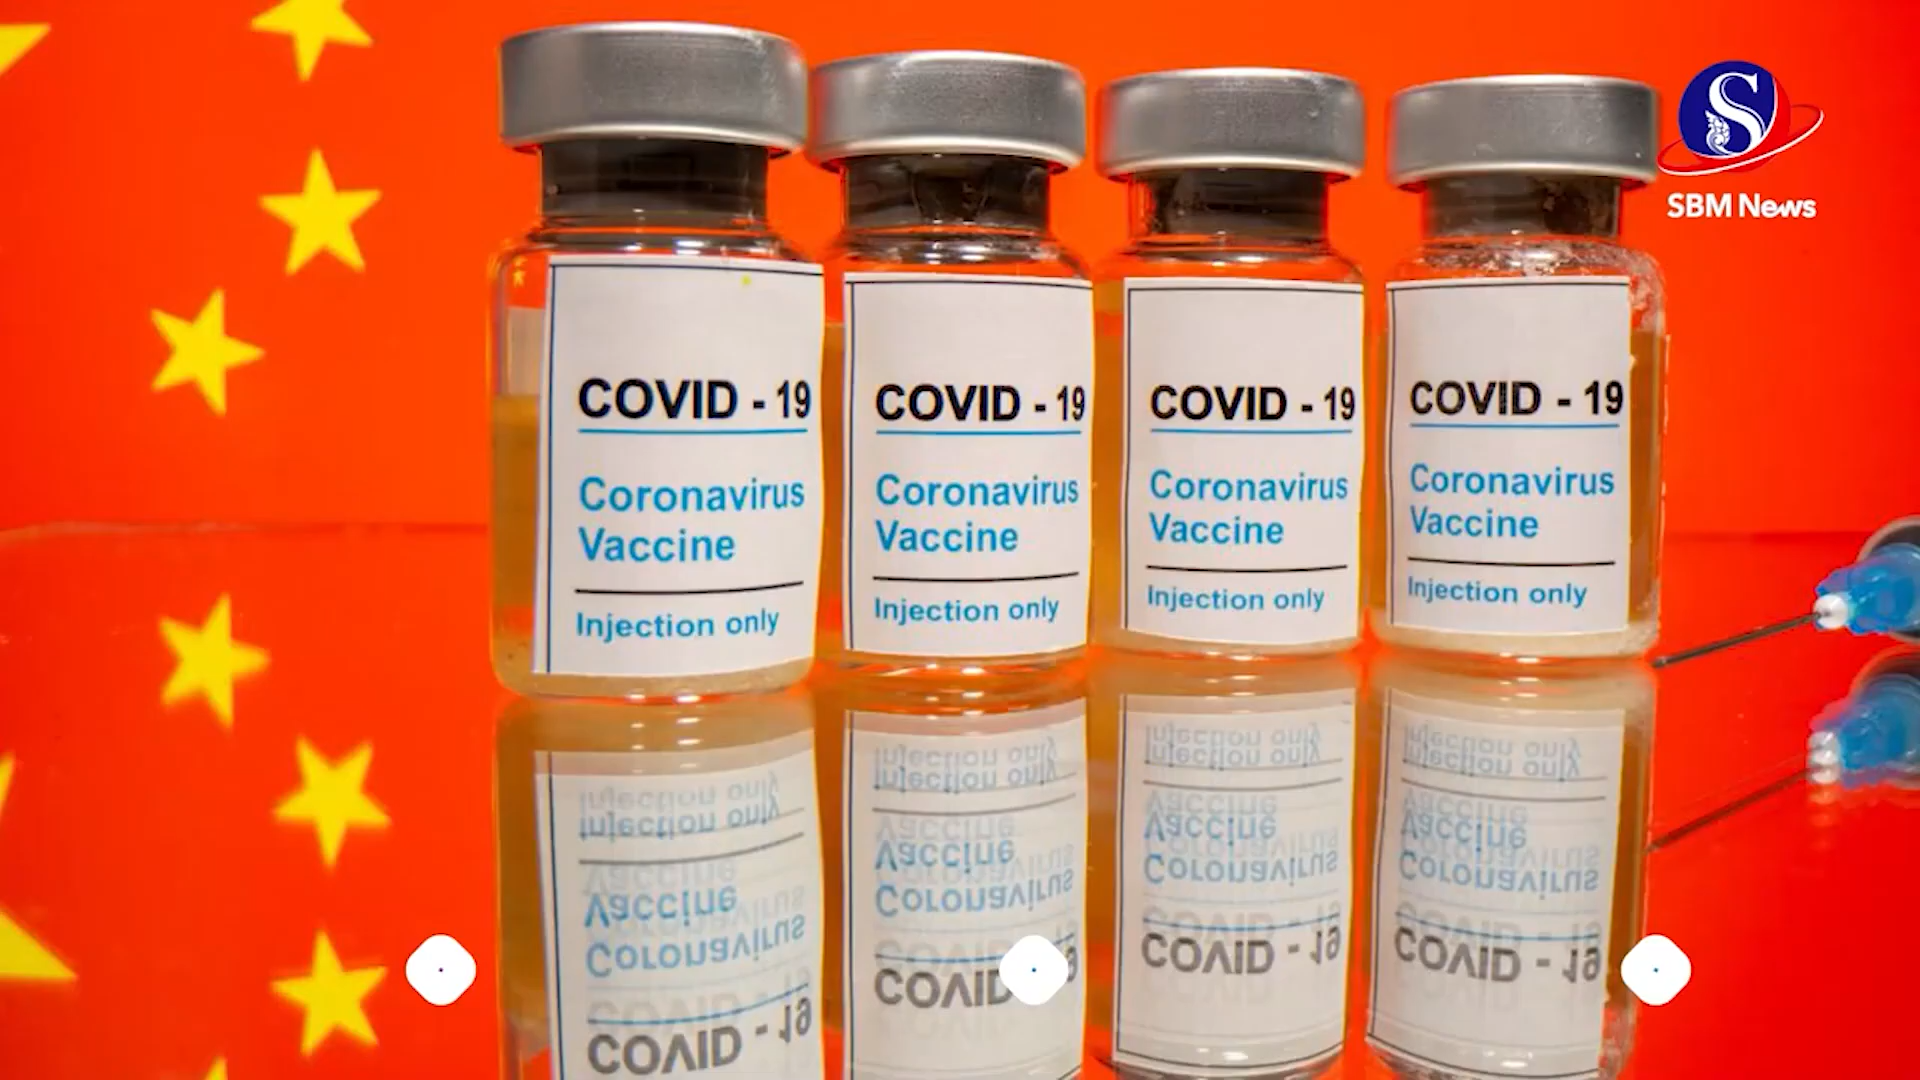 SBM News
COVID - 19
Coronavirus
Vaccine
Injection only
COVID - 19
Coronavirus
Vaccine
Injection only
COVID - 19
Coronavirus
Vaccine
Injection only
COVID - 19
Coronavirus
Vaccine
Injection only